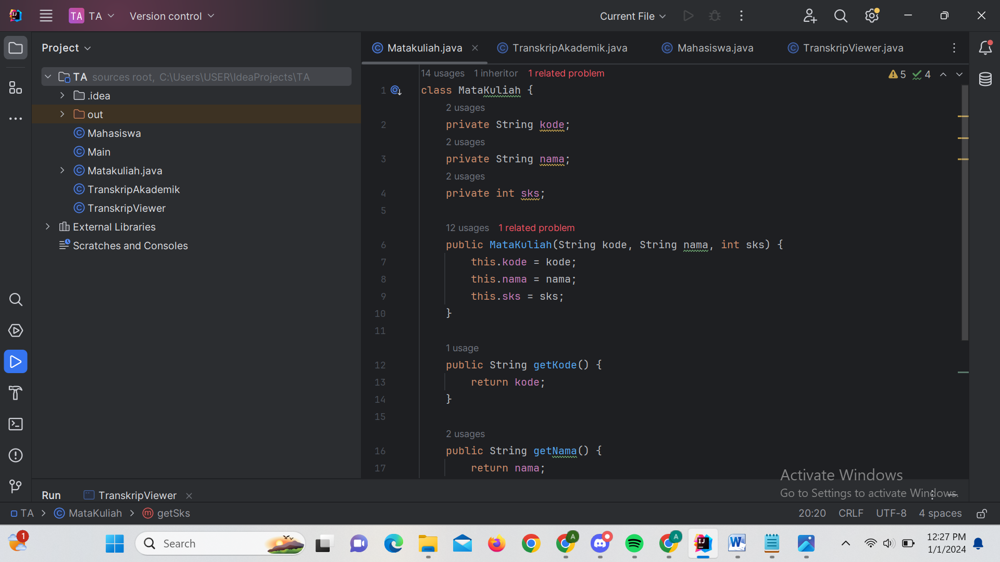 TA TA Version control Current File
Project
Matakuliah.java TranskripAkademik.java Mahasiswa.java TranskripViewer.java
TA sources root, C:\Users\USER\IdeaProjects\TA
.idea
out
Mahasiswa
Main
Matakuliah.java
TranskripAkademik
TranskripViewer
External Libraries
Scratches and Consoles
14 usages 1 inheritor 1 related problem
5 4
1 class MataKuliah {
2 usages
2 private String kode;
2 usages
3 private String nama;
2 usages
4 private int sks;
5
12 usages 1 related problem
6 public MataKuliah(String kode, String nama, int sks) {
7 this.kode = kode;
8 this.nama = nama;
9 this.sks = sks;
10 }
11
1 usage
12 public String getKode() {
13 return kode;
14 }
15
2 usages
16 public String getNama() {
17 return nama;
Activate Windows
Go to Settings to activate Windows.
Run TranskripViewer
TA > MataKuliah > getSks 20:20 CRLF UTF-8 4 spaces
1 Search A A IJ W 12:27 PM
1/1/2024